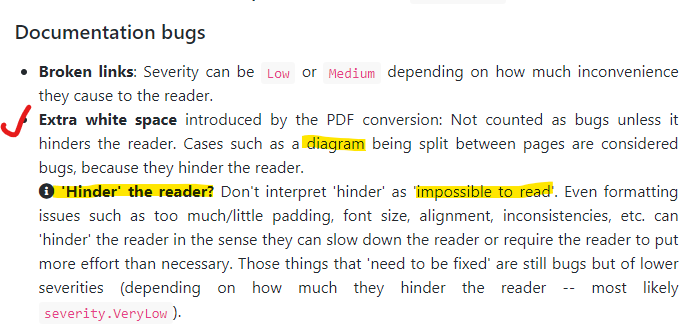 Documentation bugs
Broken links: Severity can be Low or Medium depending on how much inconvenience
they cause to the reader.
Extra white space introduced by the PDF conversion: Not counted as bugs unless it
hinders the reader. Cases such as a diagram being split between pages are considered
bugs, because they hinder the reader.
'Hinder' the reader? Don't interpret 'hinder' as 'impossible to read'. Even formatting
issues such as too much/little padding, font size, alignment, inconsistencies, etc. can
'hinder' the reader in the sense they can slow down the reader or require the reader to put
more effort than necessary. Those things that 'need to be fixed' are still bugs but of lower
severities (depending on how much they hinder the reader -- most likely
severity.VeryLow).